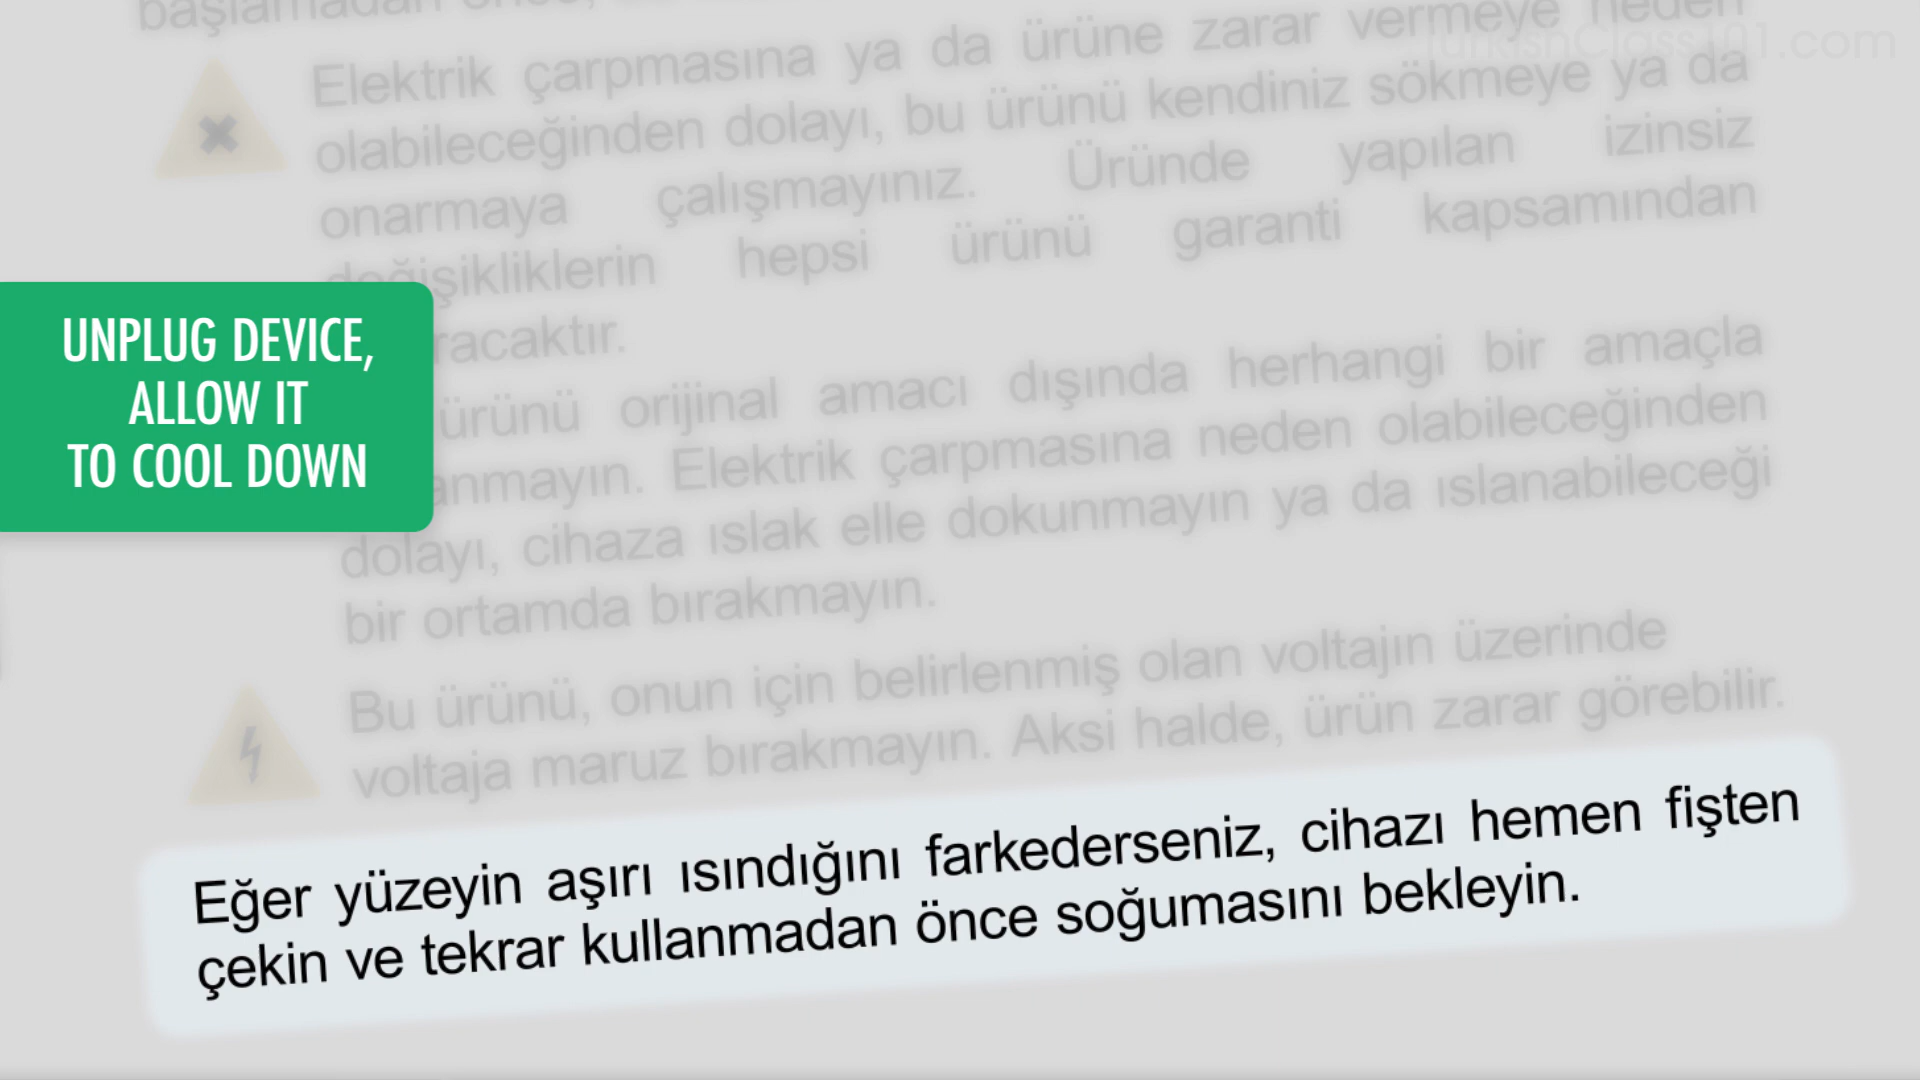 TurkishClass101.com
Elektrik çarpmasına ya da ürüne zarar vermeye neden
olabileceğinden dolayı, bu ürünü kendiniz sökmeye ya da
onarmaya çalışmayınız. Üründe yapılan izinsiz
değişikliklerin hepsi ürünü garanti kapsamından
racaktır.
UNPLUG DEVICE,
ALLOW IT
TO COOL DOWN
ürünü orijinal amacı dışında herhangi bir amaçla
anmayın. Elektrik çarpmasına neden olabileceğinden
dolayı, cihaza ıslak elle dokunmayın ya da ıslanabileceği
bir ortamda bırakmayın.
Bu ürünü, onun için belirlenmiş olan voltajın üzerinde
voltaja maruz bırakmayın. Aksi halde, ürün zarar görebilir.
Eğer yüzeyin aşırı ısındığını farkederseniz, cihazı hemen fişten
çekin ve tekrar kullanmadan önce soğumasını bekleyin.